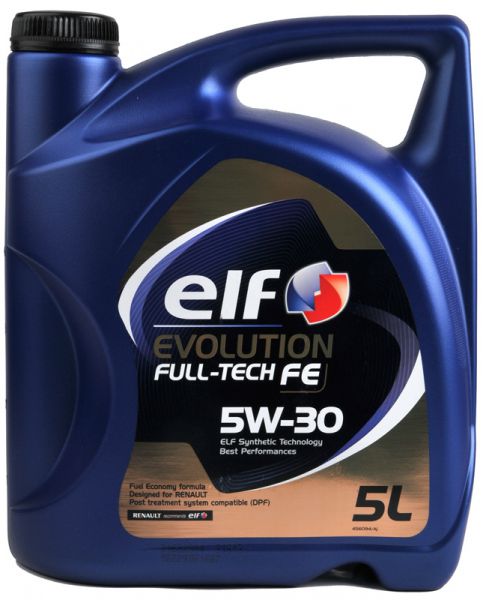 elf
EVOLUTION
FULL-TECH FE
5W-30
ELF Synthetic Technology
Best Performances
Fuel Economy formula
Designed for RENAULT
Post treatment system compatible (DPF)
5L
RENAULT recommends elf